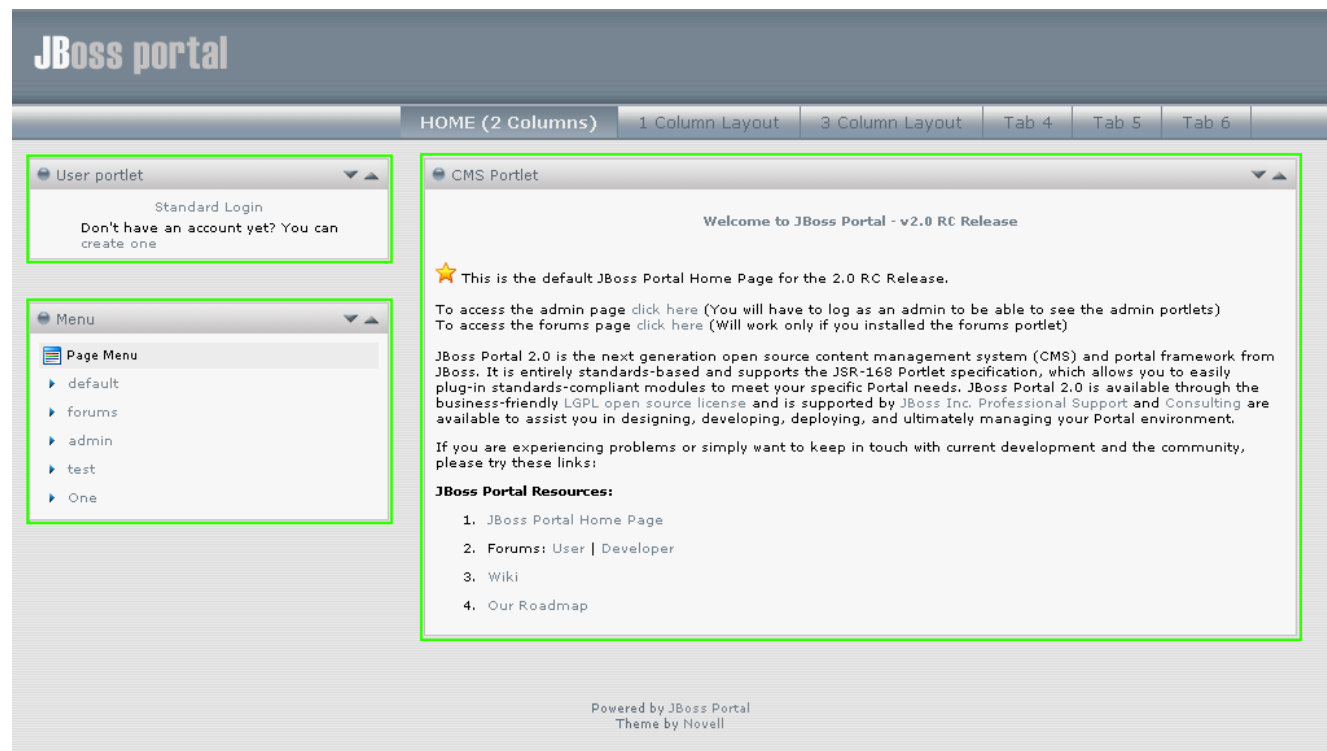 JBoss portal
HOME (2 Columns)
1 Column Layout
3 Column Layout
Tab 4
Tab 5
Tab 6
User portlet
Standard Login
Don't have an account yet? You can
create one
Menu
Page Menu
default
forums
admin
test
One
CMS Portlet
Welcome to JBoss Portal - v2.0 RC Release
This is the default JBoss Portal Home Page for the 2.0 RC Release.
To access the admin page click here (You will have to log as an admin to be able to see the admin portlets)
To access the forums page click here (Will work only if you installed the forums portlet)
JBoss Portal 2.0 is the next generation open source content management system (CMS) and portal framework from
JBoss. It is entirely standards-based and supports the JSR-168 Portlet specification, which allows you to easily
plug-in standards-compliant modules to meet your specific Portal needs. JBoss Portal 2.0 is available through the
business-friendly LGPL open source license and is supported by JBoss Inc. Professional Support and Consulting are
available to assist you in designing, developing, deploying, and ultimately managing your Portal environment.
If you are experiencing problems or simply want to keep in touch with current development and the community,
please try these links:
JBoss Portal Resources:
1. JBoss Portal Home Page
2. Forums: User | Developer
3. Wiki
4. Our Roadmap
Powered by JBoss Portal
Theme by Novell